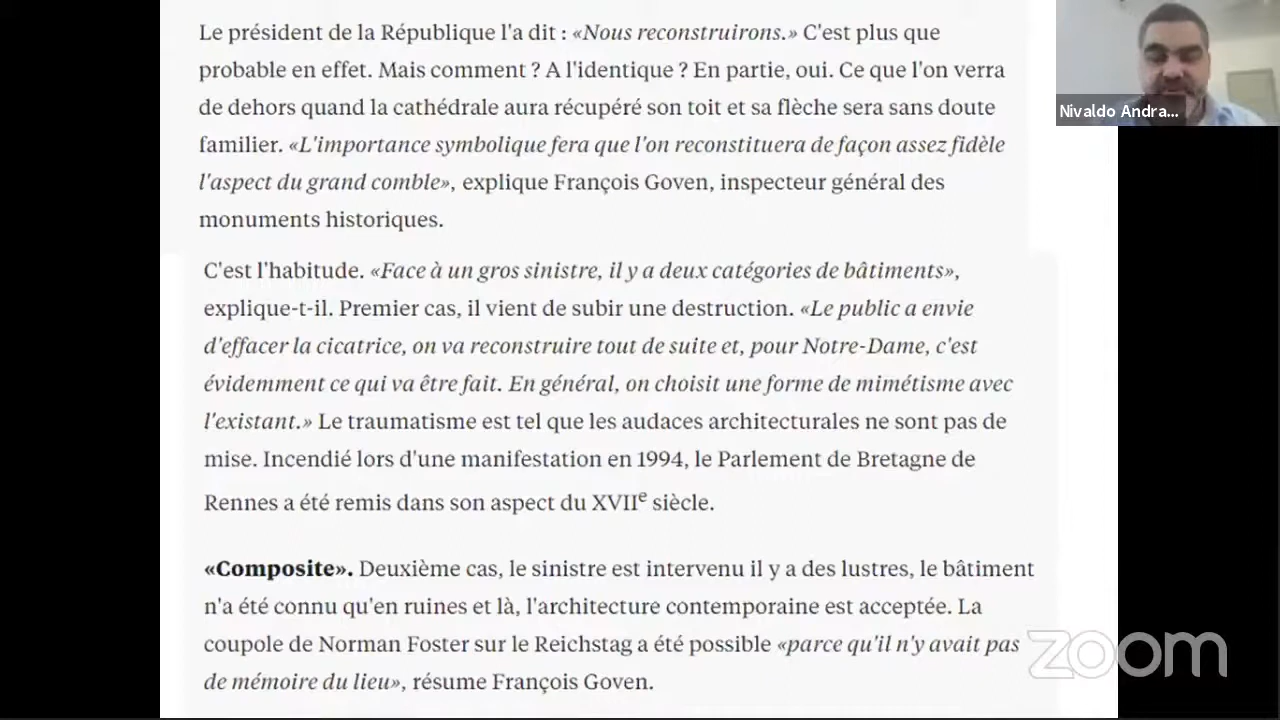 Le président de la République l'a dit : «Nous reconstruirons.» C'est plus que
probable en effet. Mais comment ? A l'identique ? En partie, oui. Ce que l'on verra
de dehors quand la cathédrale aura récupéré son toit et sa flèche sera sans doute
familier. «L'importance symbolique fera que l'on reconstituera de façon assez fidèle
l'aspect du grand comble», explique François Goven, inspecteur général des
monuments historiques.
C'est l'habitude. «Face à un gros sinistre, il y a deux catégories de bâtiments»,
explique-t-il. Premier cas, il vient de subir une destruction. «Le public a envie
d'effacer la cicatrice, on va reconstruire tout de suite et, pour Notre-Dame, c'est
évidemment ce qui va être fait. En général, on choisit une forme de mimétisme avec
l'existant.» Le traumatisme est tel que les audaces architecturales ne sont pas de
mise. Incendié lors d'une manifestation en 1994, le Parlement de Bretagne de
Rennes a été remis dans son aspect du XVIIe siècle.
«Composite». Deuxième cas, le sinistre est intervenu il y a des lustres, le bâtiment
n'a été connu qu'en ruines et là, l'architecture contemporaine est acceptée. La
coupole de Norman Foster sur le Reichstag a été possible «parce qu'il n'y avait pas
de mémoire du lieu», résume François Goven.
Nivaldo Andra...
zoom